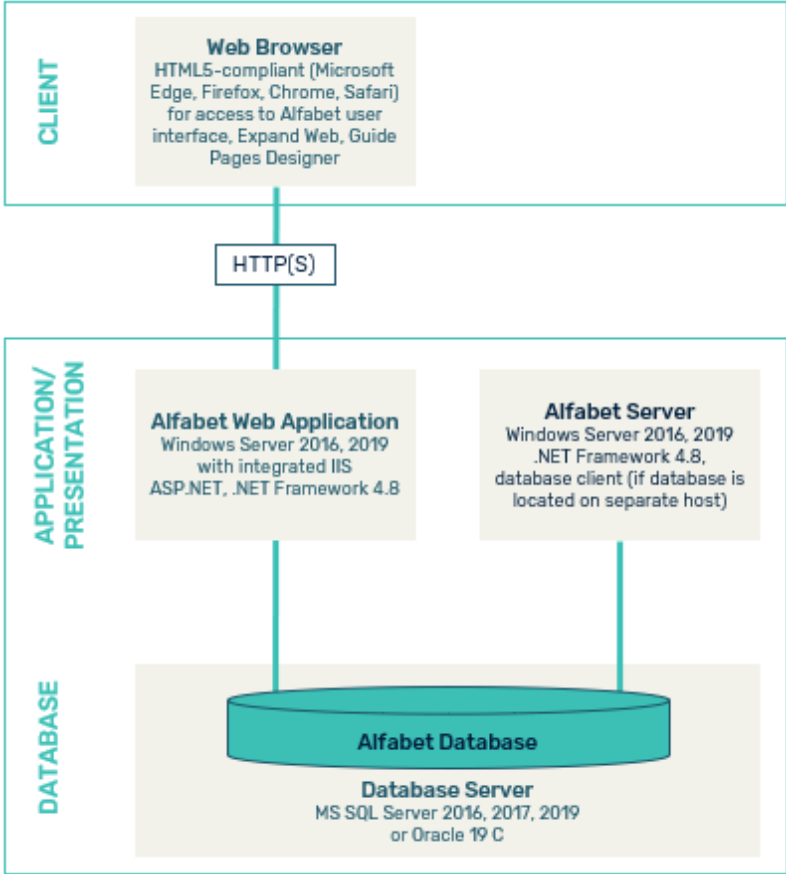 CLIENT
Web Browser
HTML5-compliant (Microsoft
Edge, Firefox, Chrome, Safari)
for access to Alfabet user
interface, Expand Web, Guide
Pages Designer
HTTP(S)
APPLICATION/
PRESENTATION
Alfabet Web Application
Windows Server 2016, 2019
with integrated IIS
ASP.NET, .NET Framework 4.8
Alfabet Server
Windows Server 2016, 2019
.NET Framework 4.8,
database client (if database is
located on separate host)
DATABASE
Alfabet Database
Database Server
MS SQL Server 2016, 2017, 2019
or Oracle 19 C